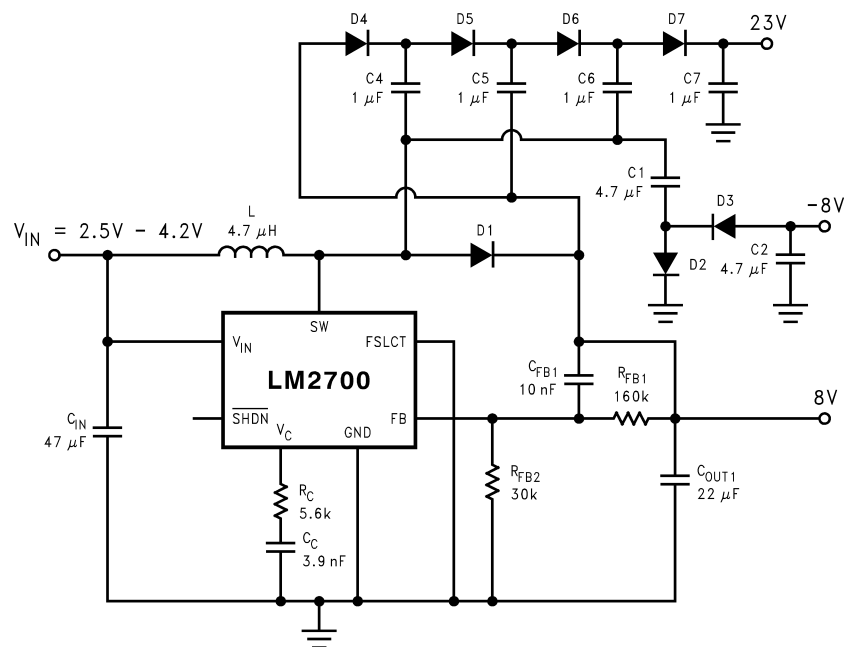 D4
D5
D6
D7
23V
C4
1 µF
C5
1 µF
C6
1 µF
C7
1 µF
C1
4.7 µF
D3
-8V
V_IN = 2.5V - 4.2V
L
4.7 µH
D1
D2
C2
4.7 µF
SW
V_IN
FSLCT
LM2700
C_FB1
10 nF
R_FB1
160k
8V
C_IN
47 µF
SHDN
V_C
GND
FB
R_C
5.6k
C_C
3.9 nF
R_FB2
30k
C_OUT1
22 µF